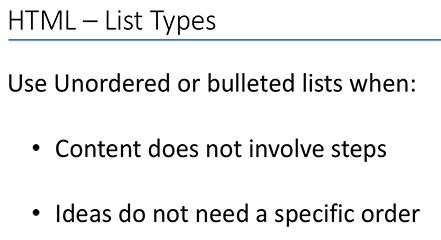 HTML – List Types
Use Unordered or bulleted lists when:
• Content does not involve steps
• Ideas do not need a specific order